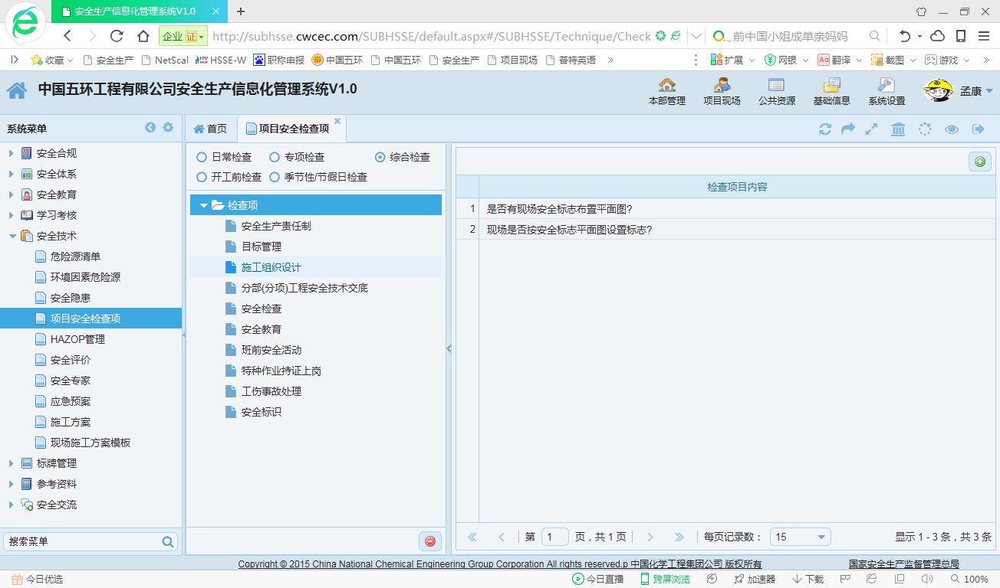 安全生产信息化管理系统V1.0
企业 证 http://subhsse.cwcec.com/SUBHSSE/default.aspx#/SUBHSSE/Technique/Check 前中国小姐成单亲妈妈
收藏 安全生产 NetScal HSSE-W 职称申报 中国五环 中国五环 安全生产 项目现场 普特英语 » 扩展 网银 Aa 翻译 截图 游戏 »
中国五环工程有限公司安全生产信息化管理系统V1.0
本部管理 项目现场 公共资源 基础信息 系统设置 孟康
系统菜单
首页 项目安全检查项
安全合规
安全体系
安全教育
学习考核
安全技术
危险源清单
环境因素危险源
安全隐患
项目安全检查项
HAZOP管理
安全评价
安全专家
应急预案
施工方案
现场施工方案模板
标牌管理
参考资料
安全交流
搜索菜单
日常检查 专项检查 综合检查
开工前检查 季节性/节假日检查
检查项
安全生产责任制
目标管理
施工组织设计
分部(分项)工程安全技术交底
安全检查
安全教育
班前安全活动
特种作业持证上岗
工伤事故处理
安全标识
检查项目内容
1 是否有现场安全标志布置平面图?
2 现场是否按安全标志平面图设置标志?
第 1 页，共 1 页 每页记录数： 15 显示 1 - 3 条，共 3 条
Copyright © 2015 China National Chemical Engineering Group Corporation All rights reserved.p 中国化学工程集团公司 版权所有 国家安全生产监督管理总局
今日优选 今日直播 跨屏浏览 加速器 下载 100%